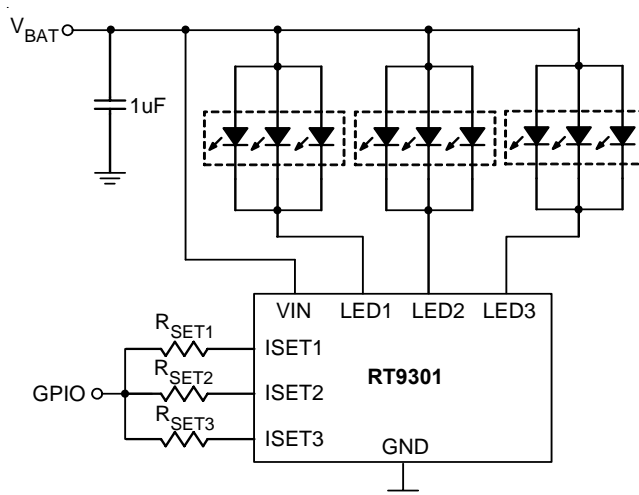 VBAT
1uF
VIN LED1 LED2 LED3
RSET1
ISET1
RSET2
GPIO
ISET2
RT9301
RSET3
ISET3
GND